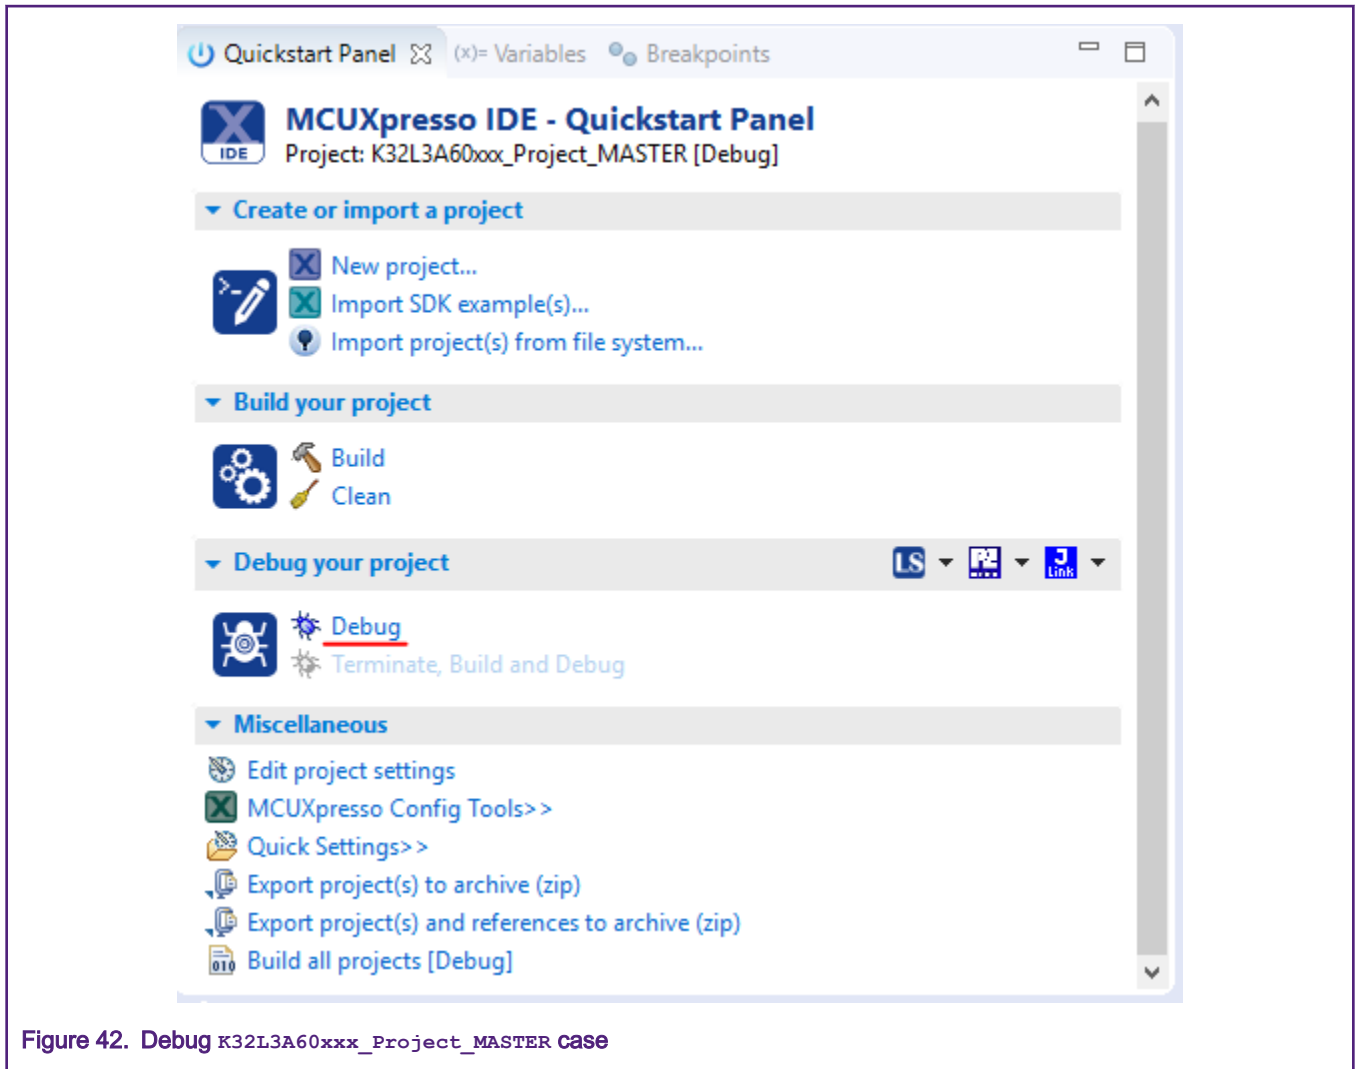 Quickstart Panel (x)= Variables Breakpoints
MCUXpresso IDE - Quickstart Panel
IDE
Project: K32L3A60xxx_Project_MASTER [Debug]
Create or import a project
New project...
Import SDK example(s)...
Import project(s) from file system...
Build your project
Build
Clean
Debug your project
LS PE J Link
Debug
Terminate, Build and Debug
Miscellaneous
Edit project settings
MCUXpresso Config Tools>>
Quick Settings>>
Export project(s) to archive (zip)
Export project(s) and references to archive (zip)
010
Build all projects [Debug]
Figure 42. Debug K32L3A60xxx_Project_MASTER case